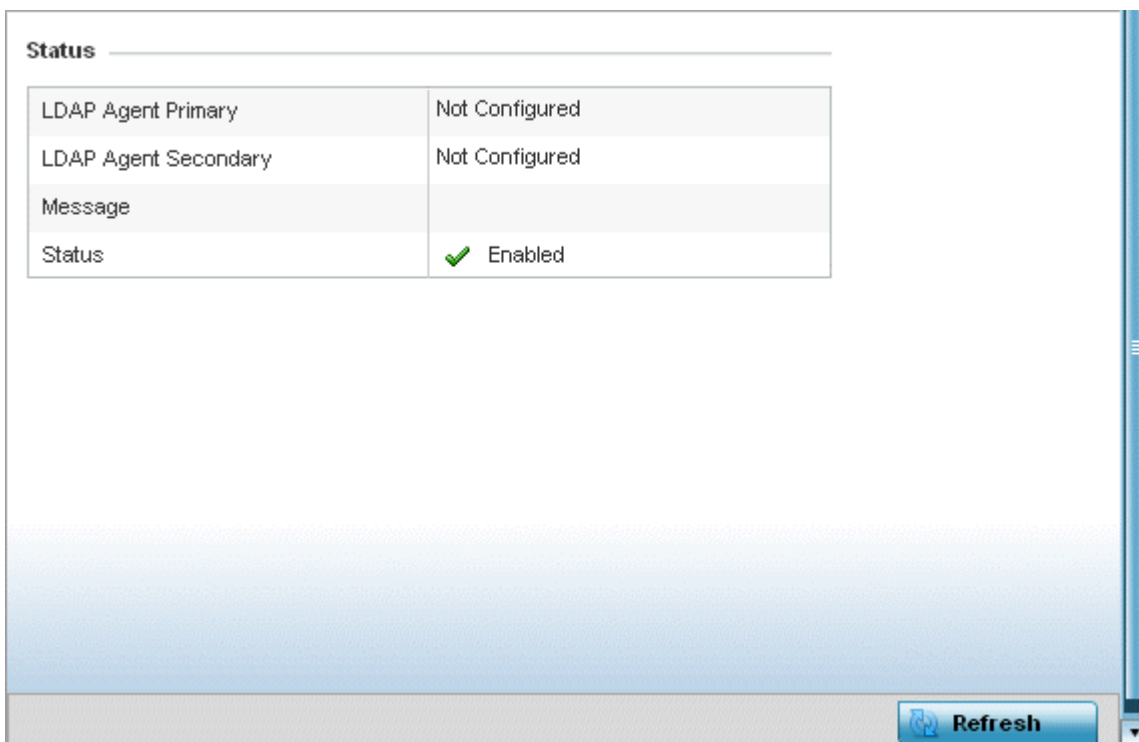 Status
LDAP Agent Primary Not Configured
LDAP Agent Secondary Not Configured
Message
Status Enabled
Refresh